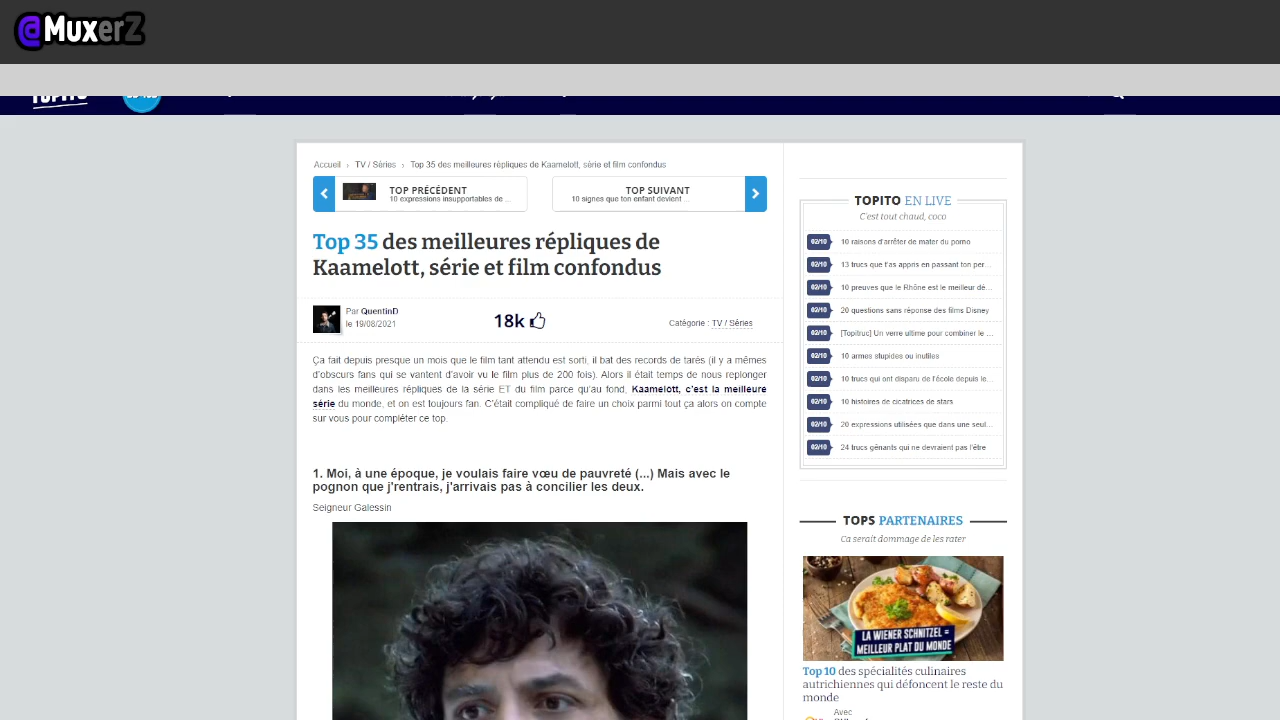 @MuxerZ
Accueil › TV / Séries › Top 35 des meilleures répliques de Kaamelott, série et film confondus
TOP PRÉCÉDENT
10 expressions insupportables de ...
TOP SUIVANT
10 signes que ton enfant devient ...
Top 35 des meilleures répliques de
Kaamelott, série et film confondus
Par QuentinD
le 19/08/2021
18k
Catégorie : TV / Séries
Ça fait depuis presque un mois que le film tant attendu est sorti, il bat des records de tarés (il y a mêmes
d'obscurs fans qui se vantent d'avoir vu le film plus de 200 fois). Alors il était temps de nous replonger
dans les meilleures répliques de la série ET du film parce qu'au fond, Kaamelott, c'est la meilleure
série du monde, et on est toujours fan. C'était compliqué de faire un choix parmi tout ça alors on compte
sur vous pour compléter ce top.
1. Moi, à une époque, je voulais faire vœu de pauvreté (...) Mais avec le
pognon que j'rentrais, j'arrivais pas à concilier les deux.
Seigneur Galessin
TOPITO EN LIVE
C'est tout chaud, coco
02/10 10 raisons d'arrêter de mater du porno
02/10 13 trucs que t'as appris en passant ton per...
02/10 10 preuves que le Rhône est le meilleur dé...
02/10 20 questions sans réponse des films Disney
02/10 [Topitruc] Un verre ultime pour combiner le ...
02/10 10 armes stupides ou inutiles
02/10 10 trucs qui ont disparu de l'école depuis le...
02/10 10 histoires de cicatrices de stars
02/10 20 expressions utilisées que dans une seul...
02/10 24 trucs gênants qui ne devraient pas l'être
TOPS PARTENAIRES
Ca serait dommage de les rater
LA WIENER SCHNITZEL =
MEILLEUR PLAT DU MONDE
Top 10 des spécialités culinaires
autrichiennes qui défoncent le reste du
monde
Avec